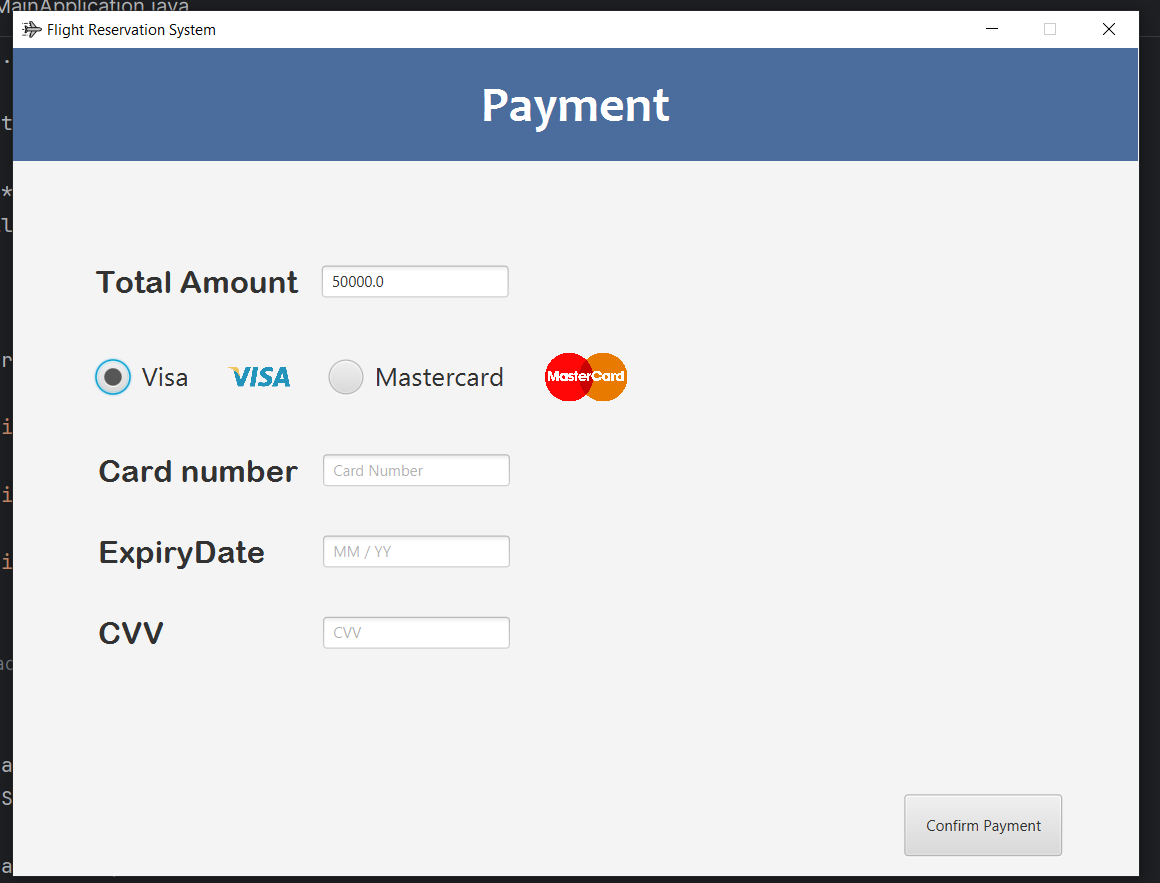 MainApplication.java
Flight Reservation System
Payment
Total Amount 50000.0
Visa VISA Mastercard MasterCard
Card number Card Number
ExpiryDate MM / YY
CVV CVV
Confirm Payment